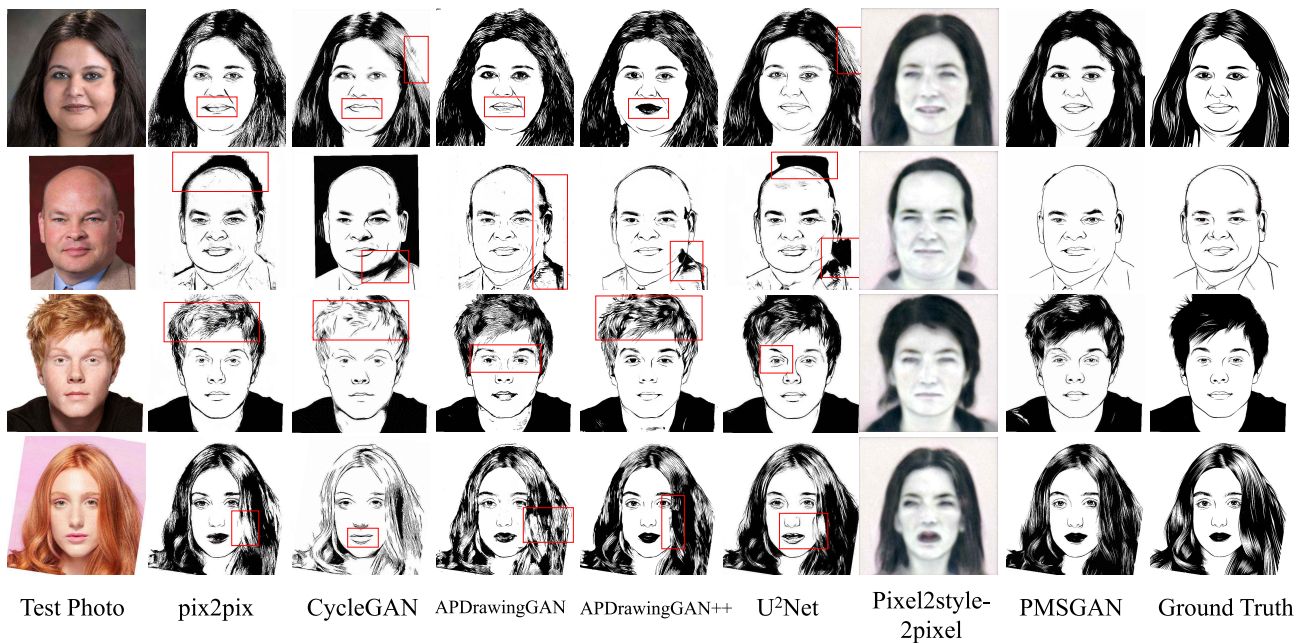 Test Photo
pix2pix
CycleGAN
APDrawingGAN
APDrawingGAN++
U²Net
Pixel2style-
2pixel
PMSGAN
Ground Truth